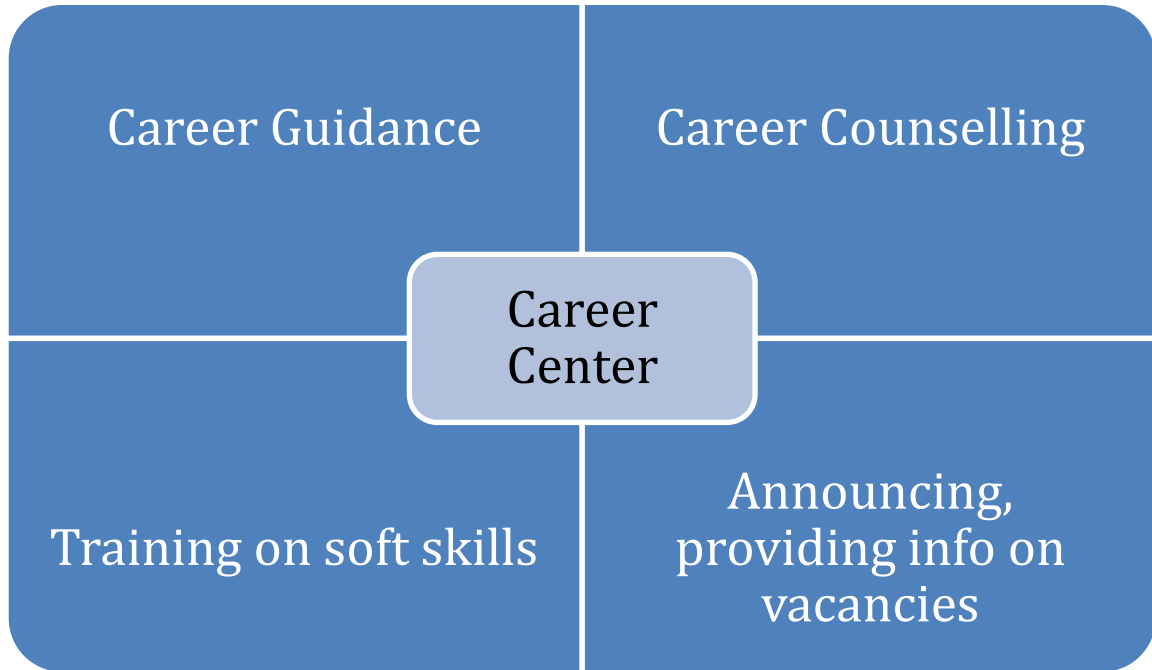 Career Guidance
Career Counselling
Career
Center
Training on soft skills
Announcing,
providing info on
vacancies